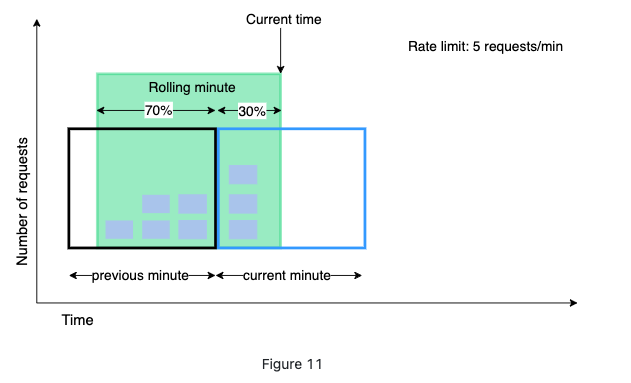 Current time
Rate limit: 5 requests/min
Rolling minute
70%
30%
Number of requests
previous minute
current minute
Time
Figure 11